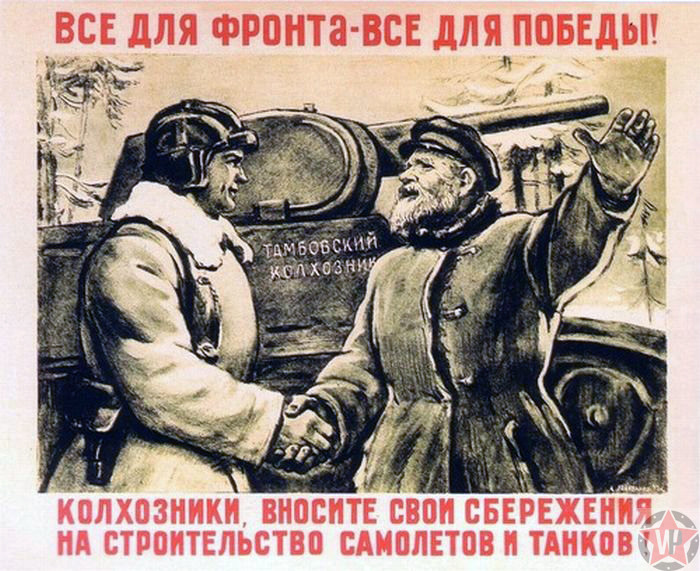 ВСЕ ДЛЯ ФРОНТА-ВСЕ ДЛЯ ПОБЕДЫ!
ТАМБОВСКИЙ
КОЛХОЗНИК
КОЛХОЗНИКИ, ВНОСИТЕ СВОИ СБЕРЕЖЕНИЯ
НА СТРОИТЕЛЬСТВО САМОЛЕТОВ И ТАНКОВ